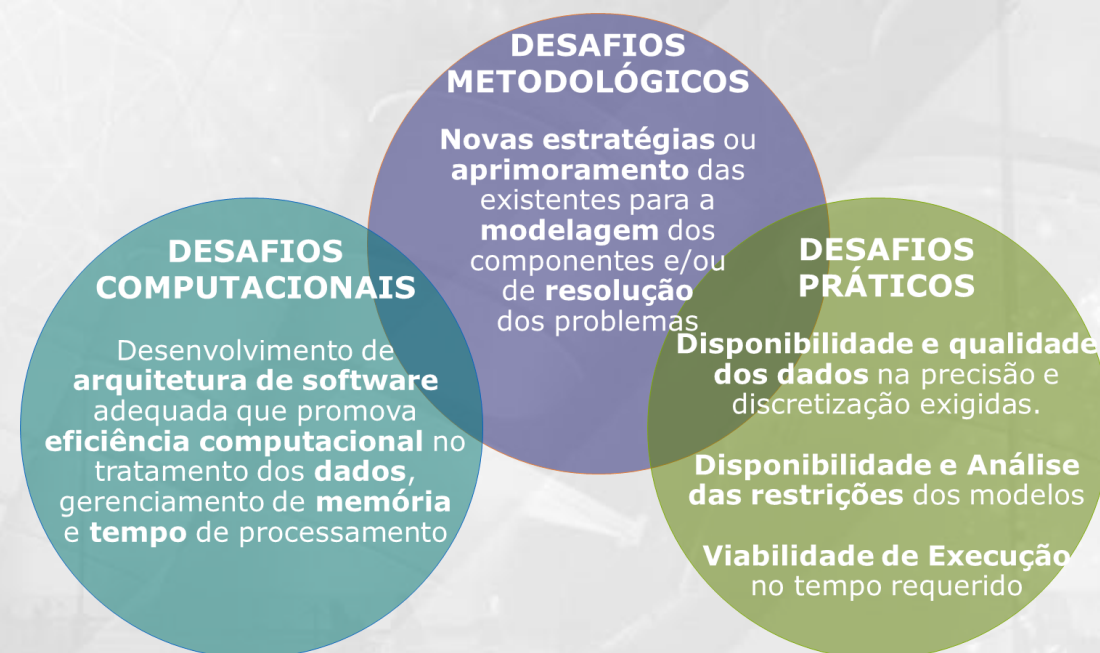 DESAFIOS
METODOLÓGICOS
Novas estratégias ou
aprimoramento das
existentes para a
modelagem dos
componentes e/ou
de resolução
dos problemas
DESAFIOS
COMPUTACIONAIS
Desenvolvimento de
arquitetura de software
adequada que promova
eficiência computacional no
tratamento dos dados,
gerenciamento de memória
e tempo de processamento
DESAFIOS
PRÁTICOS
Disponibilidade e qualidade
dos dados na precisão e
discretização exigidas.
Disponibilidade e Análise
das restrições dos modelos
Viabilidade de Execução
no tempo requerido